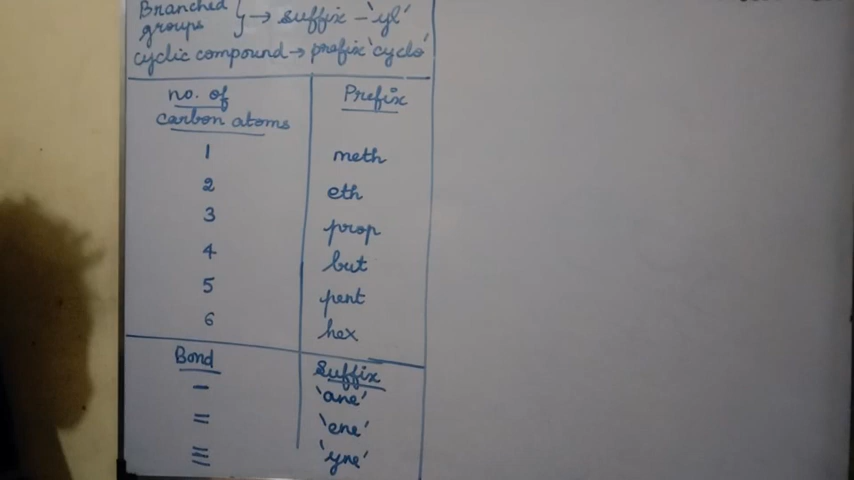 Branched groups } → suffix - 'yl'
cyclic compound → prefix 'cyclo'
no. of carbon atoms Prefix
1 meth
2 eth
3 prop
4 but
5 pent
6 hex
Bond Suffix
- 'ane'
= 'ene'
≡ 'yne'